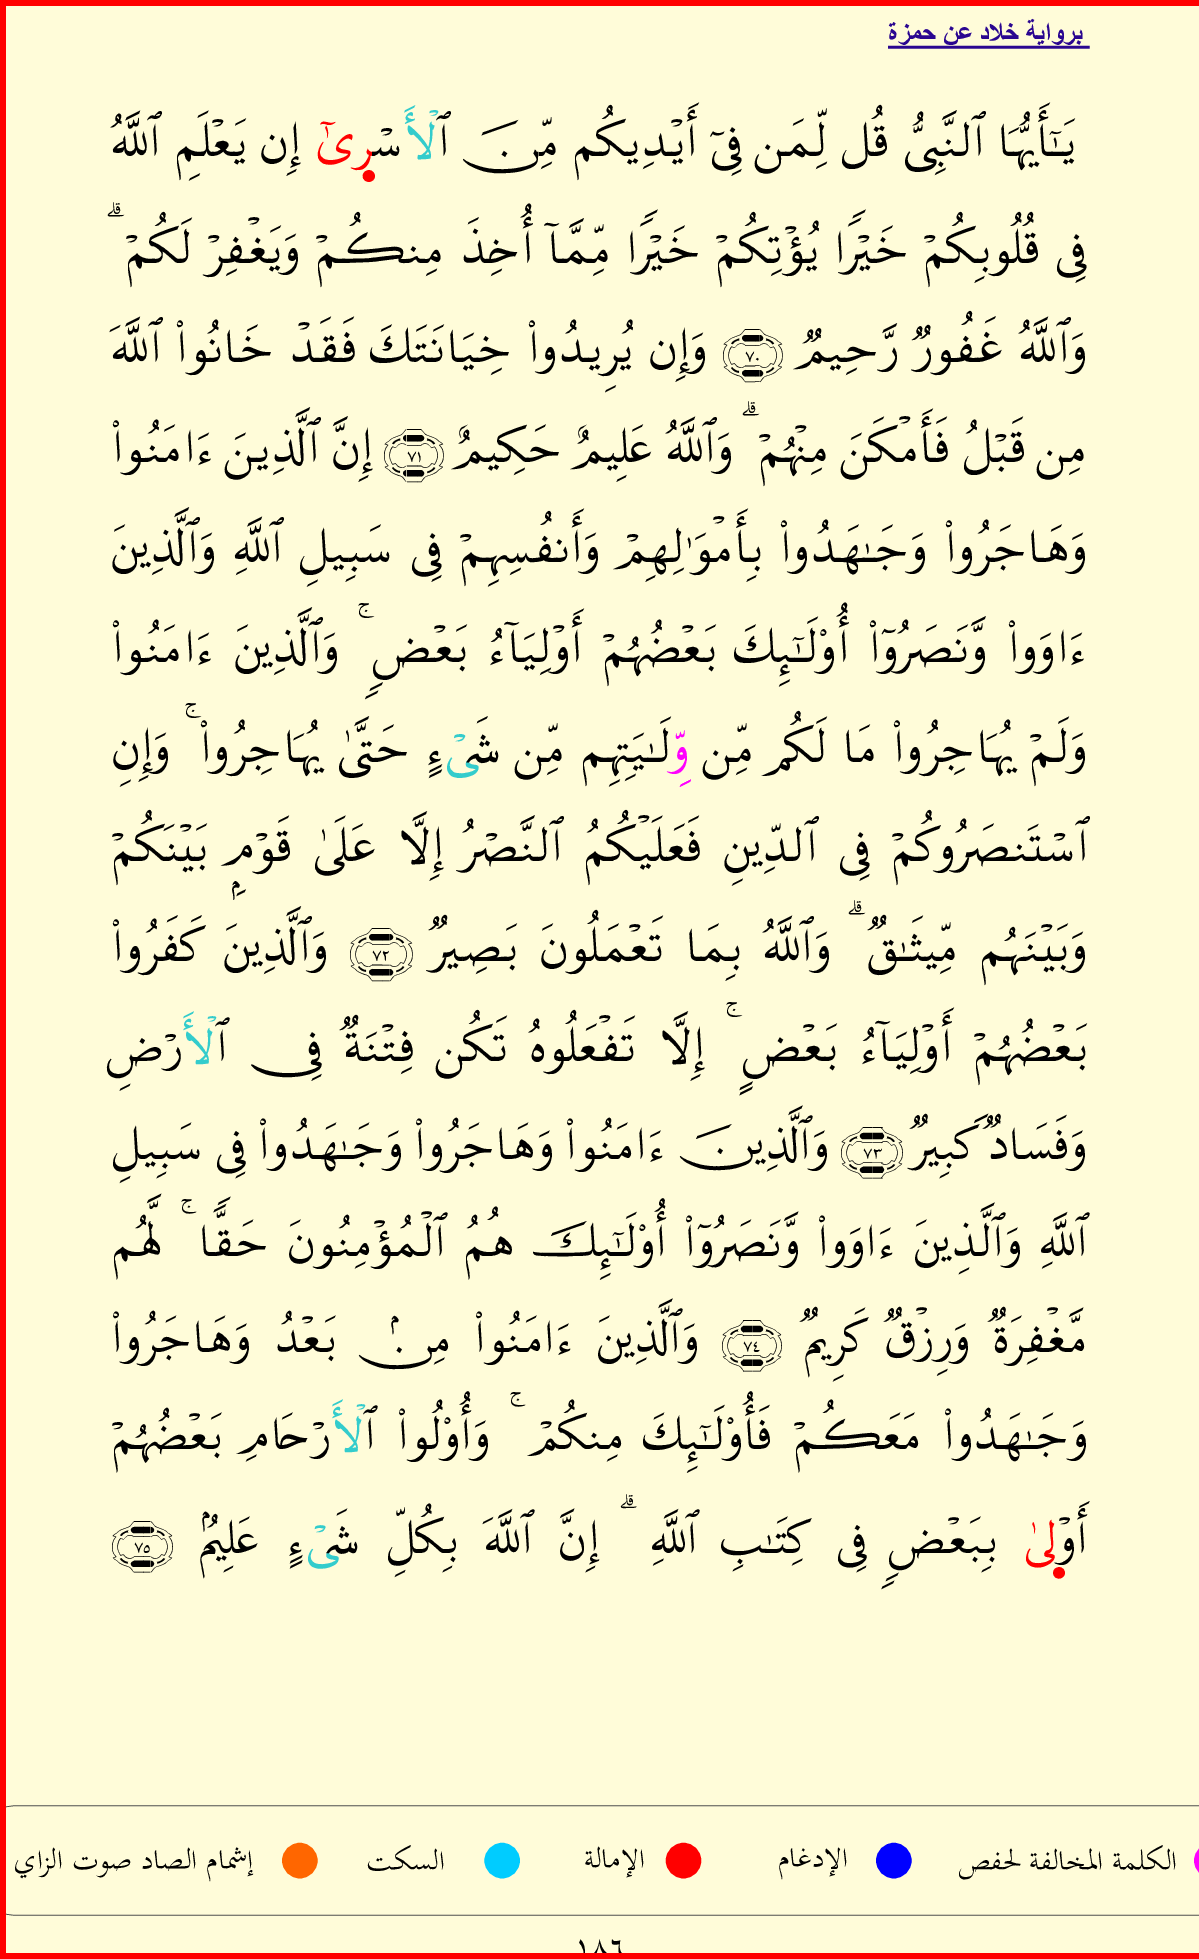 برواية خلاد عن حمزة
يَـٰٓأَيُّهَا ٱلنَّبِىُّ قُل لِّمَن فِىٓ أَيۡدِيكُم مِّنَ ٱلۡأَسۡرِىٰٓ إِن يَعۡلَمِ ٱللَّهُ
فِى قُلُوبِكُمۡ خَيۡرًا يُؤۡتِكُمۡ خَيۡرًا مِّمَّآ أُخِذَ مِنكُمۡ وَيَغۡفِرۡ لَكُمۡۗ
وَٱللَّهُ غَفُورٌ رَّحِيمٌ ٧٠ وَإِن يُرِيدُوا۟ خِيَانَتَكَ فَقَدۡ خَانُوا۟ ٱللَّهَ
مِن قَبۡلُ فَأَمۡكَنَ مِنۡهُمۡۗ وَٱللَّهُ عَلِيمٌ حَكِيمٌ ٧١ إِنَّ ٱلَّذِينَ ءَامَنُوا۟
وَهَاجَرُوا۟ وَجَـٰهَدُوا۟ بِأَمۡوَٰلِهِمۡ وَأَنفُسِهِمۡ فِى سَبِيلِ ٱللَّهِ وَٱلَّذِينَ
ءَاوَوا۟ وَّنَصَرُوٓا۟ أُو۟لَـٰٓئِكَ بَعۡضُهُمۡ أَوۡلِيَآءُ بَعۡضٍۚ وَٱلَّذِينَ ءَامَنُوا۟
وَلَمۡ يُهَاجِرُوا۟ مَا لَكُم مِّن وِّلَـٰيَتِهِم مِّن شَىۡءٍ حَتَّىٰ يُهَاجِرُوا۟ۚ وَإِنِ
ٱسۡتَنصَرُوكُمۡ فِى ٱلدِّينِ فَعَلَيۡكُمُ ٱلنَّصۡرُ إِلَّا عَلَىٰ قَوۡمِۭ بَيۡنَكُمۡ
وَبَيۡنَهُم مِّيثَـٰقٌۗ وَٱللَّهُ بِمَا تَعۡمَلُونَ بَصِيرٌ ٧٢ وَٱلَّذِينَ كَفَرُوا۟
بَعۡضُهُمۡ أَوۡلِيَآءُ بَعۡضٍۚ إِلَّا تَفۡعَلُوهُ تَكُن فِتۡنَةٌ فِى ٱلۡأَرۡضِ
وَفَسَادٌ كَبِيرٌ ٧٣ وَٱلَّذِينَ ءَامَنُوا۟ وَهَاجَرُوا۟ وَجَـٰهَدُوا۟ فِى سَبِيلِ
ٱللَّهِ وَٱلَّذِينَ ءَاوَوا۟ وَّنَصَرُوٓا۟ أُو۟لَـٰٓئِكَ هُمُ ٱلۡمُؤۡمِنُونَ حَقًّاۚ لَّهُم
مَّغۡفِرَةٌ وَرِزۡقٌ كَرِيمٌ ٧٤ وَٱلَّذِينَ ءَامَنُوا۟ مِنۢ بَعۡدُ وَهَاجَرُوا۟
وَجَـٰهَدُوا۟ مَعَكُمۡ فَأُو۟لَـٰٓئِكَ مِنكُمۡۚ وَأُو۟لُوا۟ ٱلۡأَرۡحَامِ بَعۡضُهُمۡ
أَوۡلِىٰ بِبَعۡضٍ فِى كِتَـٰبِ ٱللَّهِۗ إِنَّ ٱللَّهَ بِكُلِّ شَىۡءٍ عَلِيمُۢ ٧٥
الكلمة المخالفة لحفص الإدغام الإمالة السكت إشمام الصاد صوت الزاي
١٨٦